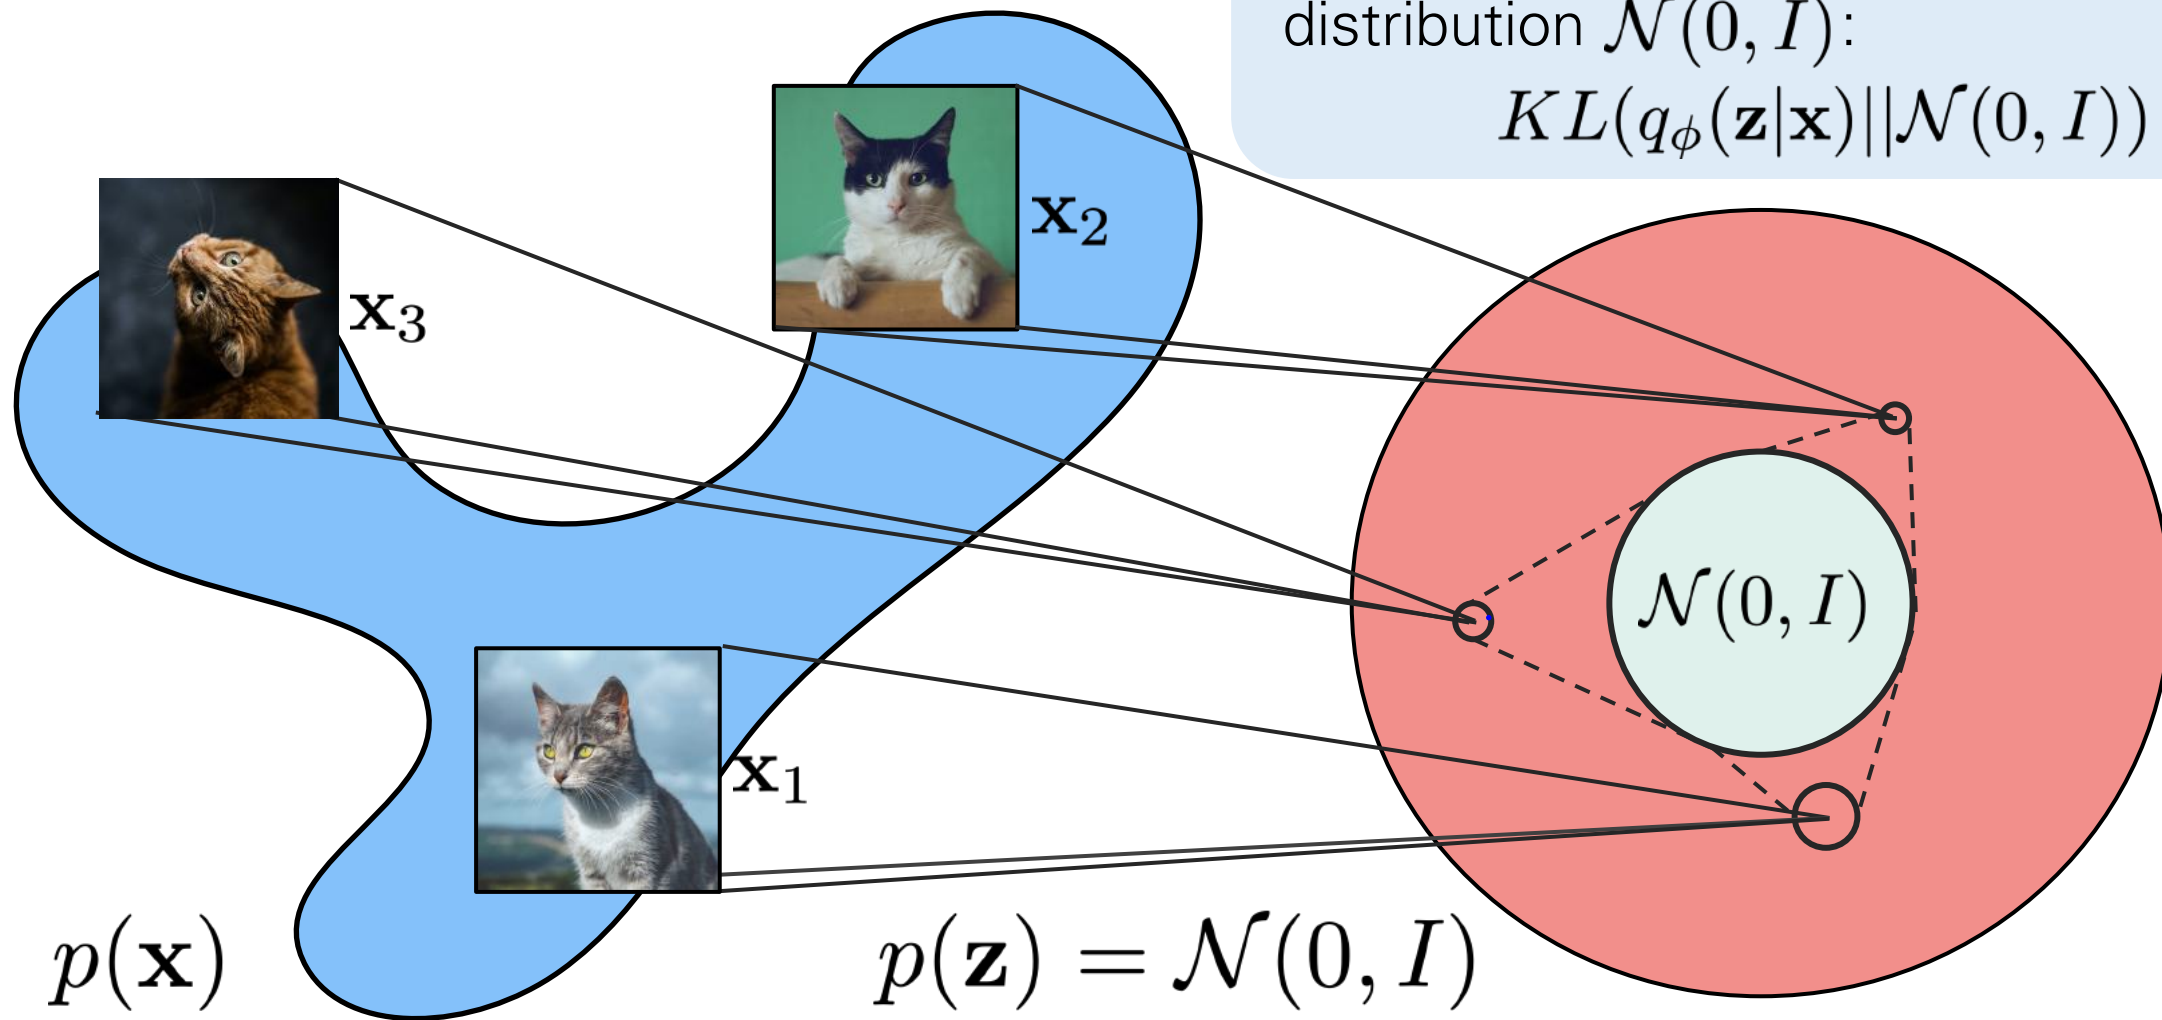 distribution 𝒩(0, I):
KL(q_ϕ(𝐳|𝐱)||𝒩(0, I))
𝐱₂
𝐱₃
𝒩(0, I)
𝐱₁
p(𝐱)
p(𝐳) = 𝒩(0, I)